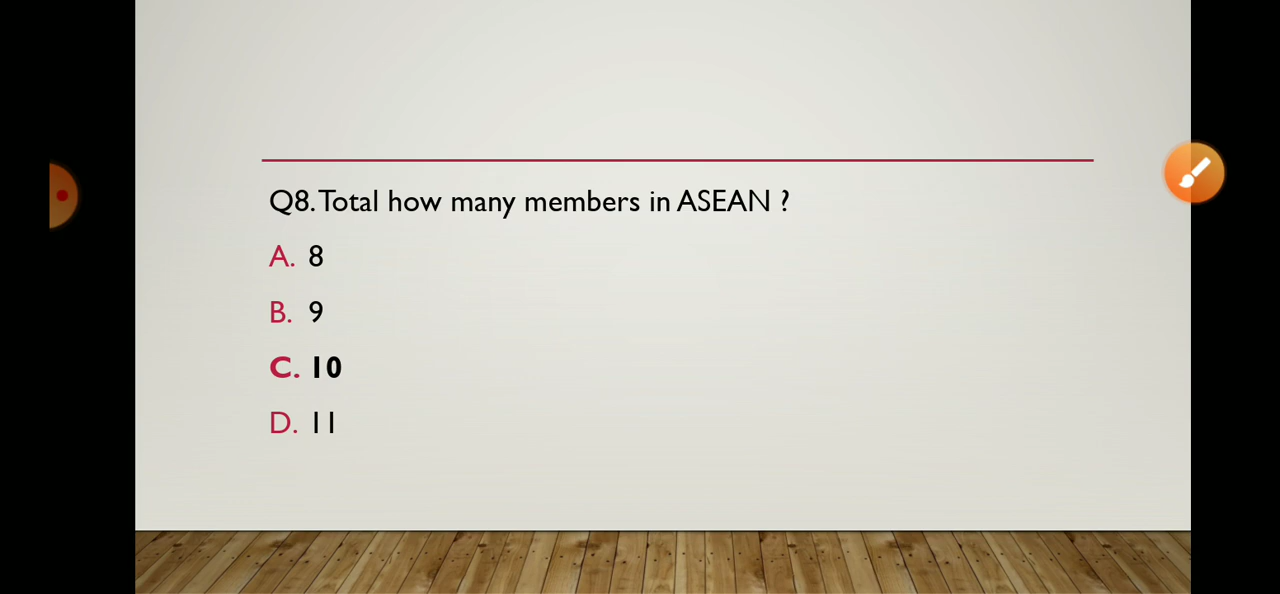 Q8. Total how many members in ASEAN ?
A. 8
B. 9
C. 10
D. 11